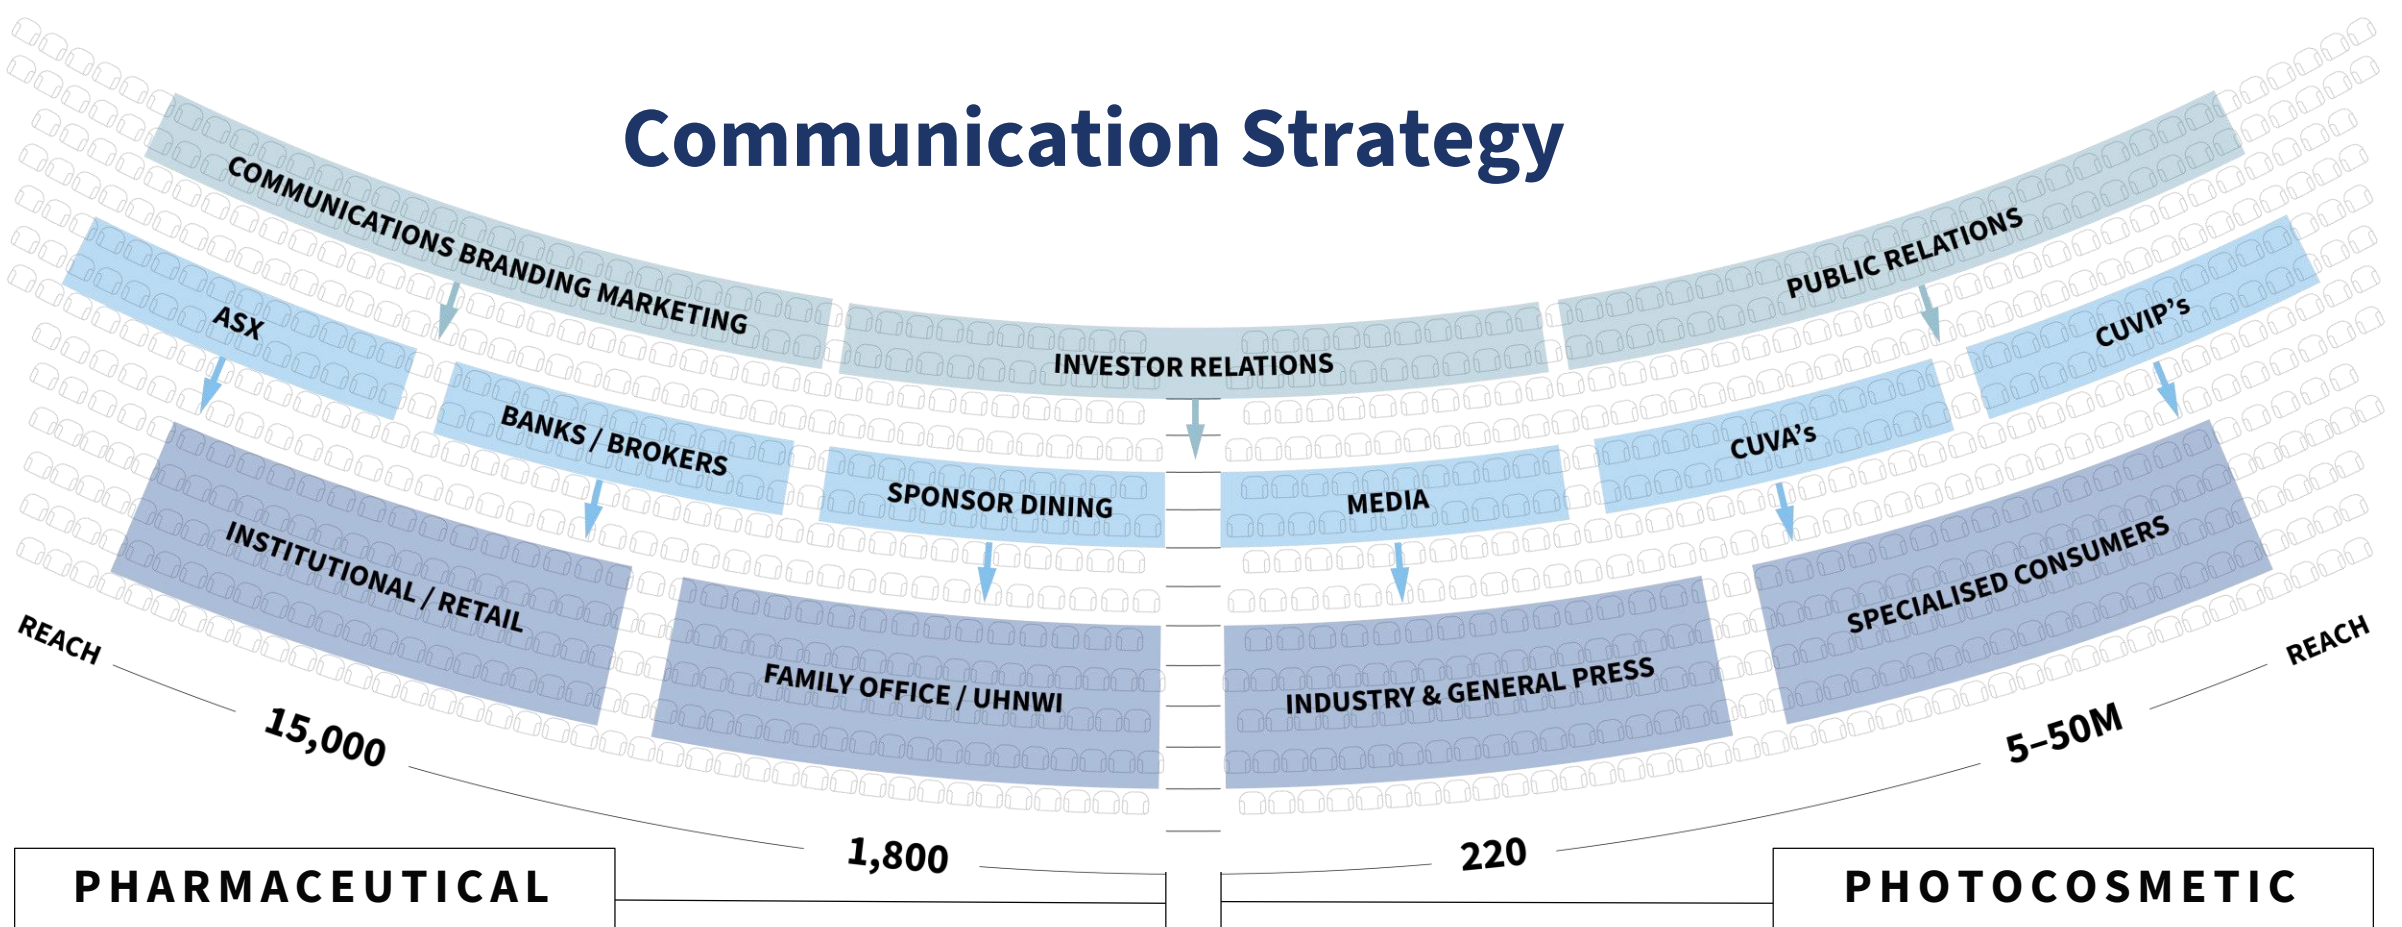 Communication Strategy
COMMUNICATIONS BRANDING MARKETING
INVESTOR RELATIONS
PUBLIC RELATIONS
ASX
BANKS / BROKERS
SPONSOR DINING
MEDIA
CUVA’s
CUVIP’s
INSTITUTIONAL / RETAIL
FAMILY OFFICE / UHNWI
INDUSTRY & GENERAL PRESS
SPECIALISED CONSUMERS
REACH
15,000
1,800
220
5–50M
REACH
PHARMACEUTICAL
PHOTOCOSMETIC